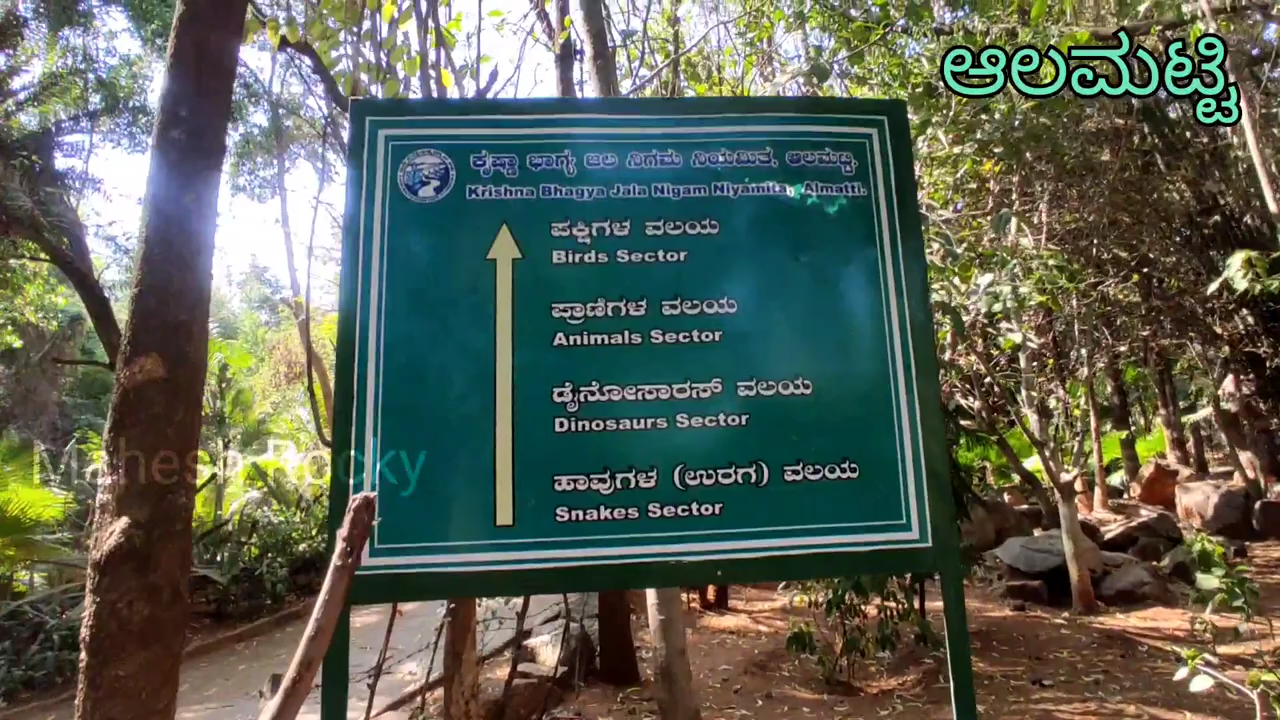 ಆಲಮಟ್ಟಿ
ಕೃಷ್ಣಾ ಭಾಗ್ಯ ಜಲ ನಿಗಮ ನಿಯಮಿತ, ಆಲಮಟ್ಟಿ.
Krishna Bhagya Jala Nigam Niyamita, Almatti.
ಪಕ್ಷಿಗಳ ವಲಯ
Birds Sector
ಪ್ರಾಣಿಗಳ ವಲಯ
Animals Sector
ಡೈನೋಸಾರಸ್ ವಲಯ
Dinosaurs Sector
ಹಾವುಗಳ (ಉರಗ) ವಲಯ
Snakes Sector
Mahesh Rocky